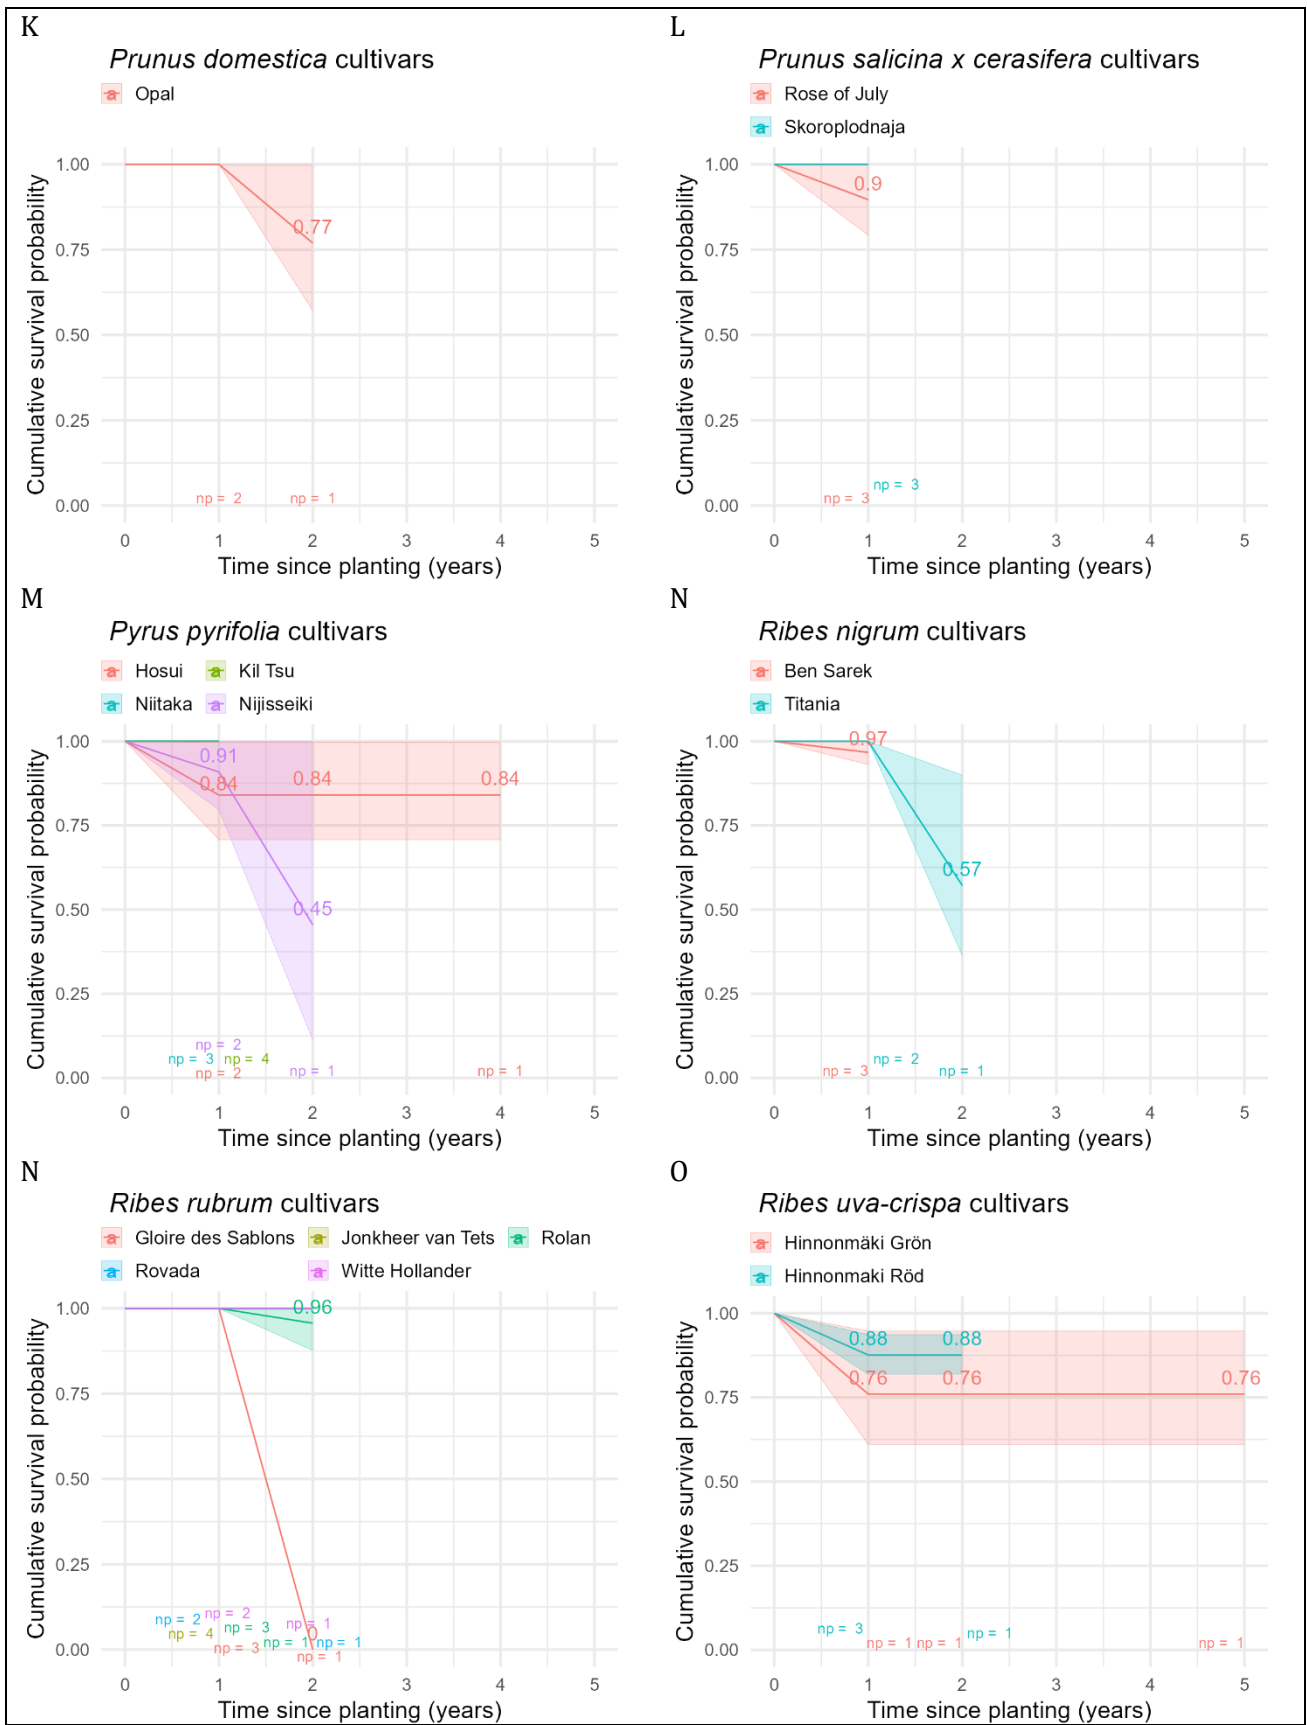 K
Prunus domestica cultivars
a Opal
Cumulative survival probability
1.00
0.75
0.50
0.25
0.00
0.77
np = 2 np = 1
0 1 2 3 4 5
Time since planting (years)
L
Prunus salicina x cerasifera cultivars
a Rose of July
a Skoroplodnaja
Cumulative survival probability
1.00
0.75
0.50
0.25
0.00
0.9
np = 3
np = 3
0 1 2 3 4 5
Time since planting (years)
M
Pyrus pyrifolia cultivars
a Hosui a Kil Tsu
a Niitaka a Nijisseiki
Cumulative survival probability
1.00
0.75
0.50
0.25
0.00
0.91
0.84 0.84 0.84
0.45
np = 2
np = 3 np = 4
np = 2 np = 1 np = 1
0 1 2 3 4 5
Time since planting (years)
N
Ribes nigrum cultivars
a Ben Sarek
a Titania
Cumulative survival probability
1.00
0.75
0.50
0.25
0.00
0.97
0.57
np = 2
np = 3 np = 1
0 1 2 3 4 5
Time since planting (years)
N
Ribes rubrum cultivars
a Gloire des Sablons a Jonkheer van Tets a Rolan
a Rovada a Witte Hollander
Cumulative survival probability
1.00
0.75
0.50
0.25
0.00
0.96
np = 2 np = 2
np = 4 np = 3 np = 1
0
np = 3 np = 1 np = 1
np = 1
0 1 2 3 4 5
Time since planting (years)
O
Ribes uva-crispa cultivars
a Hinnonmäki Grön
a Hinnonmaki Röd
Cumulative survival probability
1.00
0.75
0.50
0.25
0.00
0.88 0.88
0.76 0.76 0.76
np = 3 np = 1
np = 1 np = 1 np = 1
0 1 2 3 4 5
Time since planting (years)